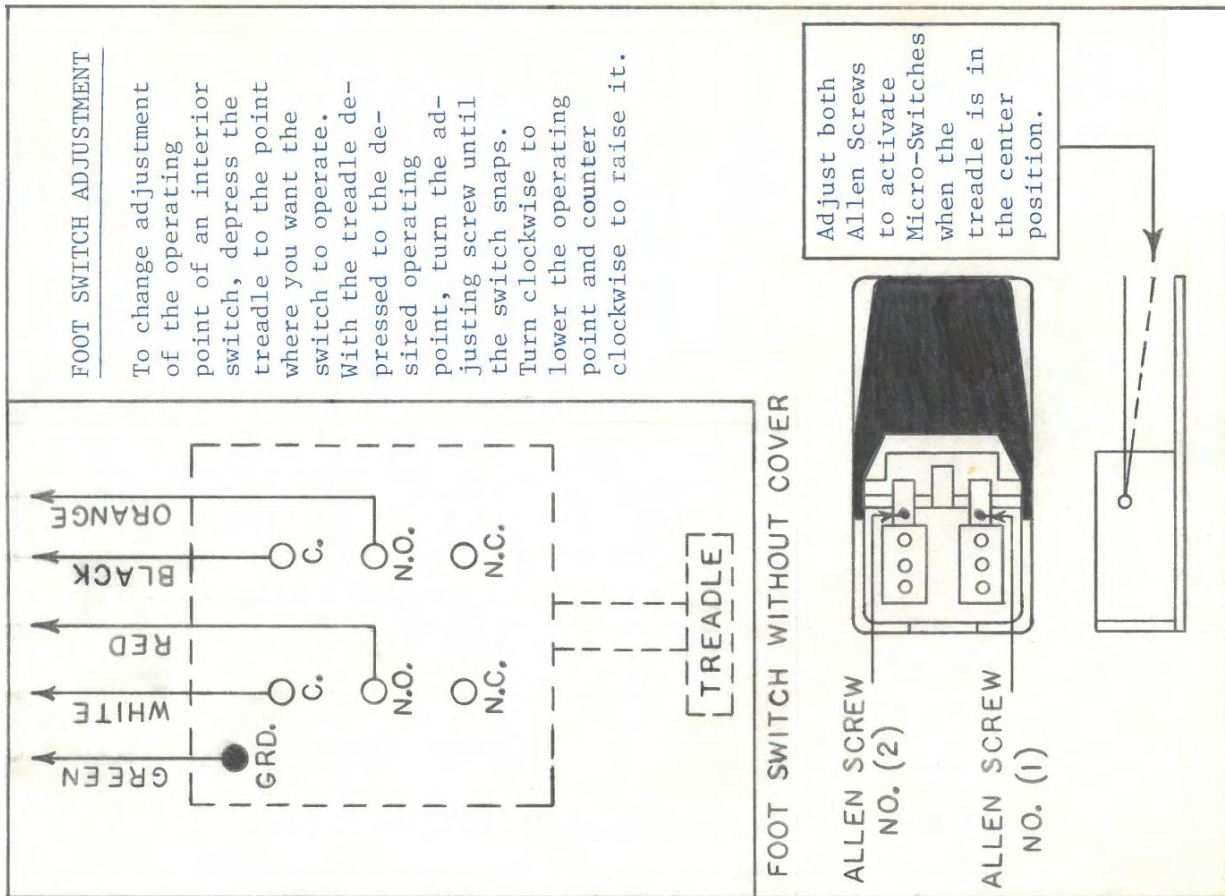 FOOT SWITCH ADJUSTMENT
To change adjustment
of the operating
point of an interior
switch, depress the
treadle to the point
where you want the
switch to operate.
With the treadle de-
pressed to the de-
sired operating
point, turn the ad-
justing screw until
the switch snaps.
Turn clockwise to
lower the operating
point and counter
clockwise to raise it.
GREEN
WHITE
RED
BLACK
ORANGE
GRD.
C.
C.
N.O.
N.O.
N.C.
N.C.
TREADLE
FOOT SWITCH WITHOUT COVER
ALLEN SCREW
NO. (2)
ALLEN SCREW
NO. (1)
Adjust both
Allen Screws
to activate
Micro-Switches
when the
treadle is in
the center
position.